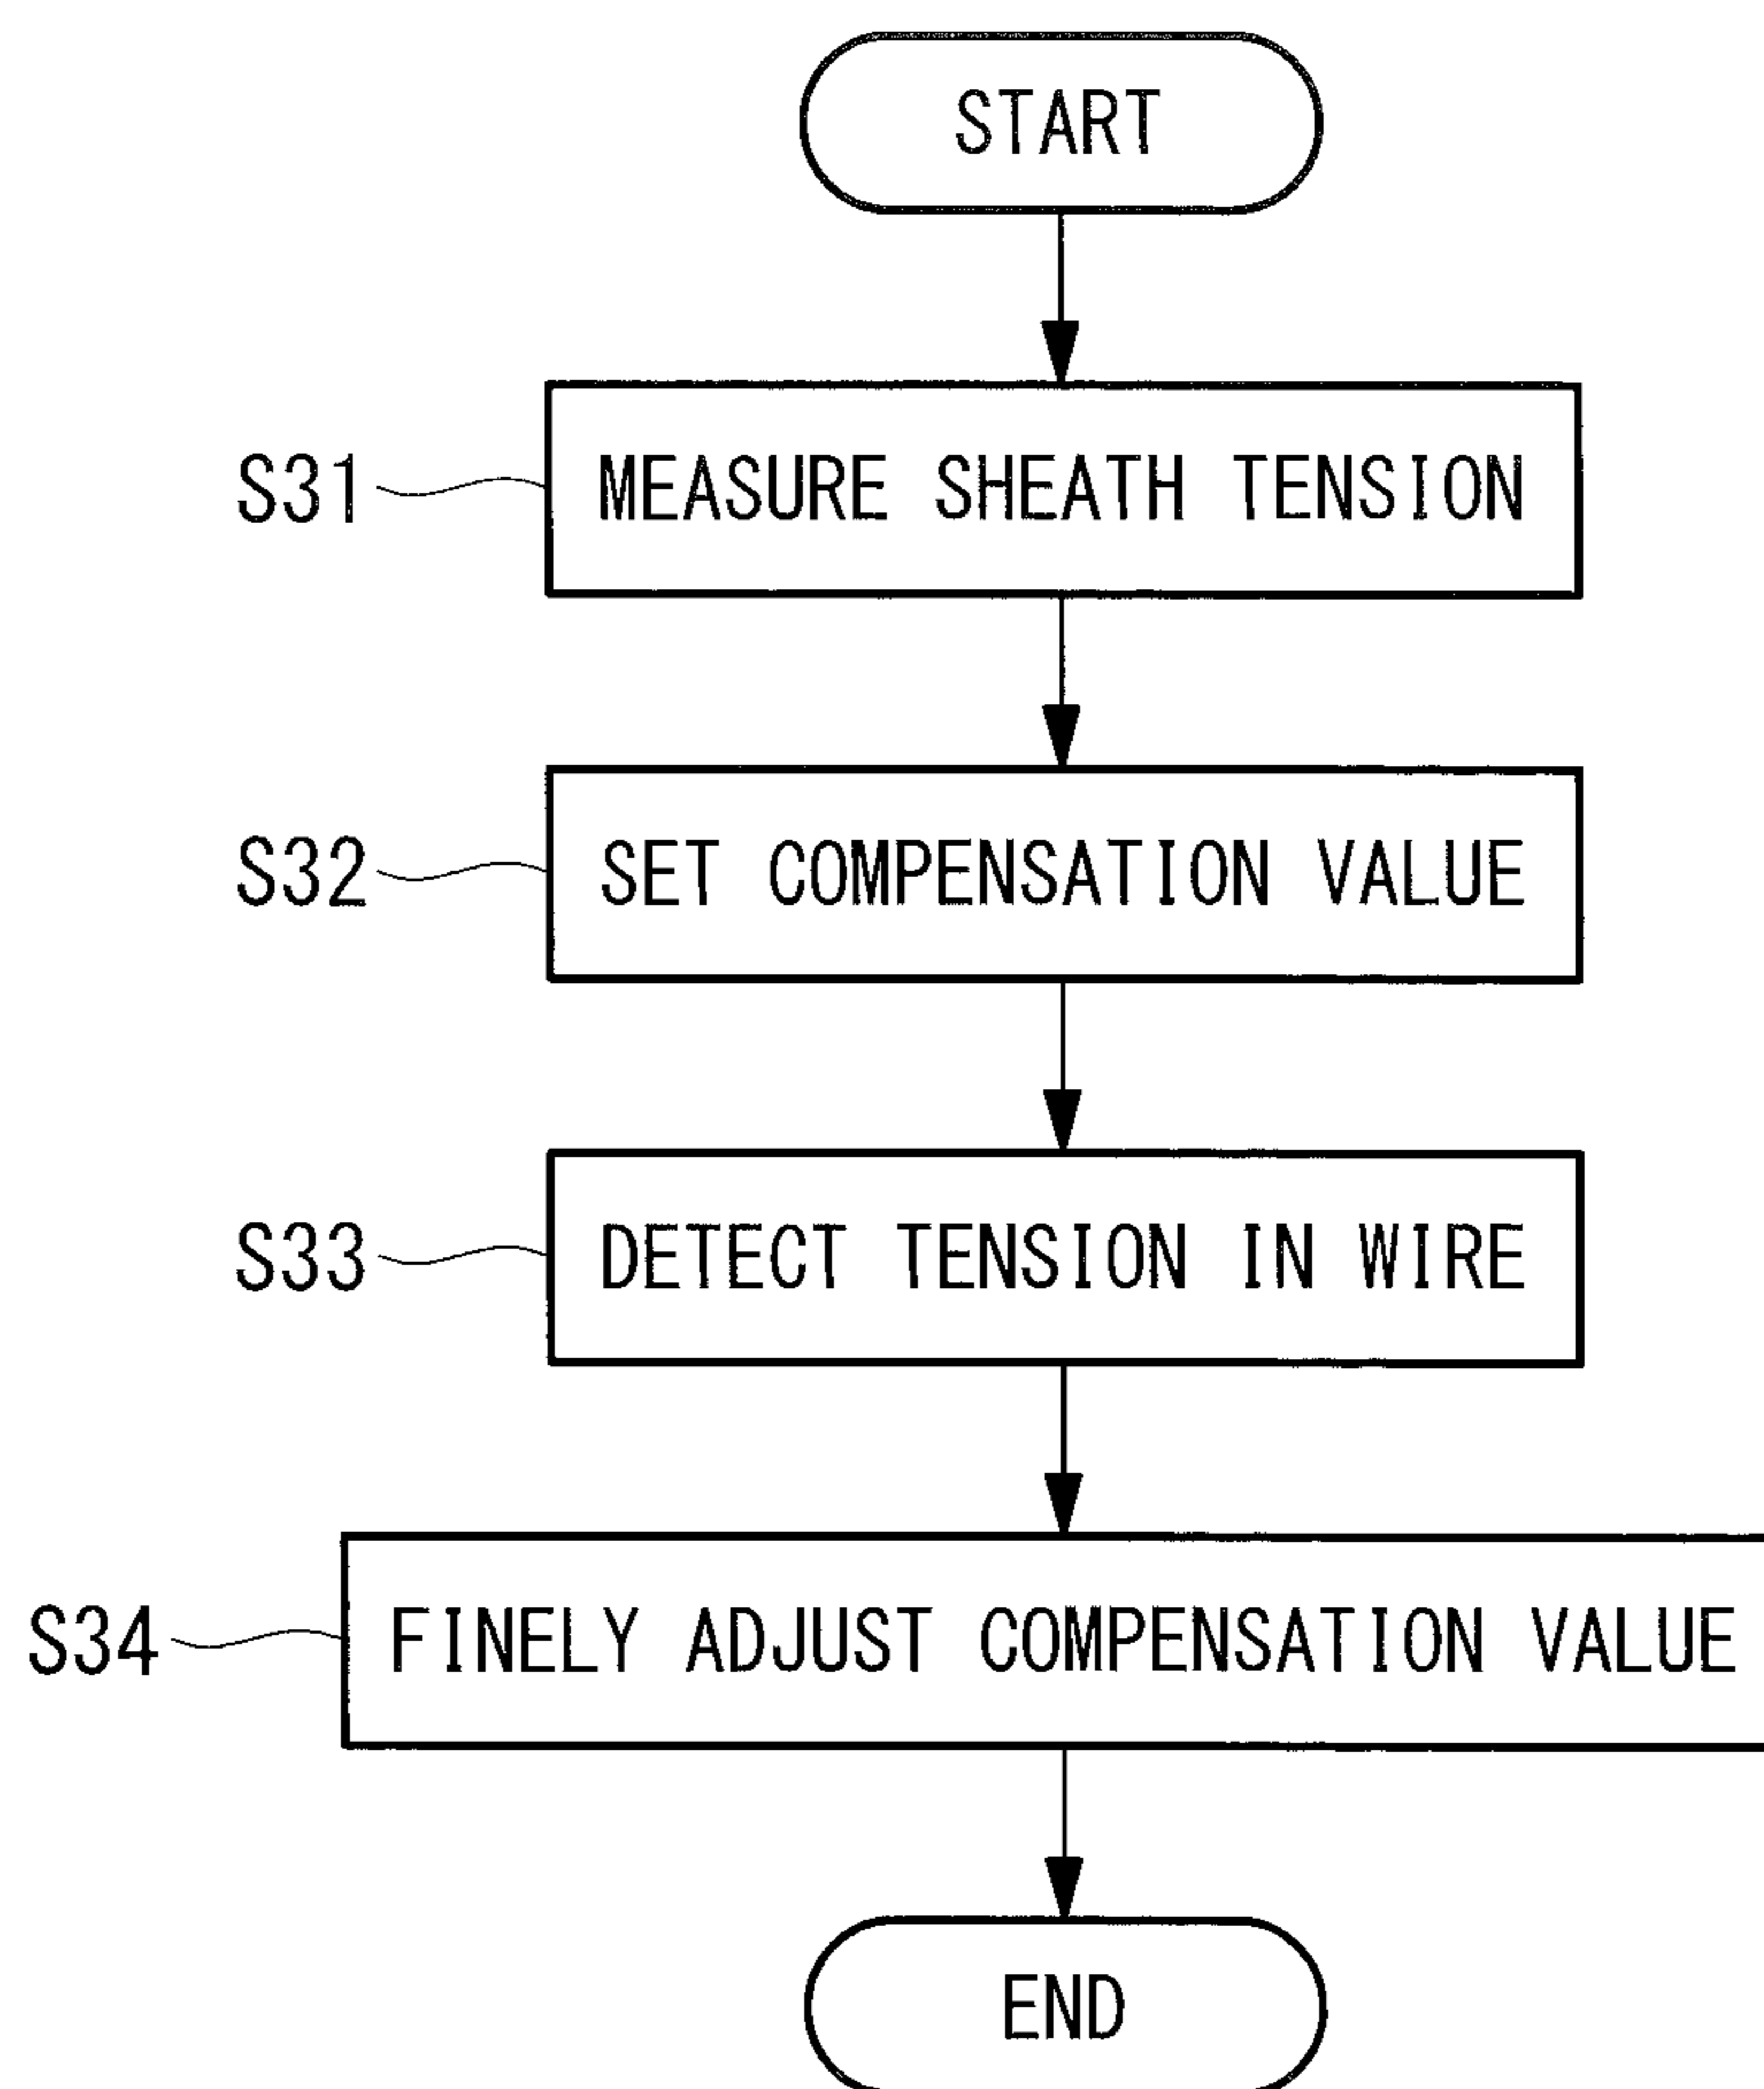 START
S31 MEASURE SHEATH TENSION
S32 SET COMPENSATION VALUE
S33 DETECT TENSION IN WIRE
S34 FINELY ADJUST COMPENSATION VALUE
END